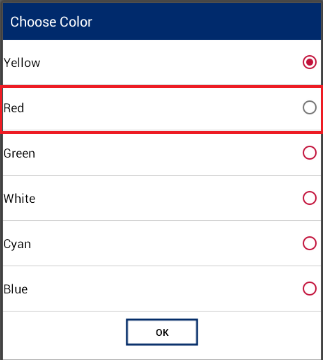 Choose Color
Yellow
Red
Green
White
Cyan
Blue
OK